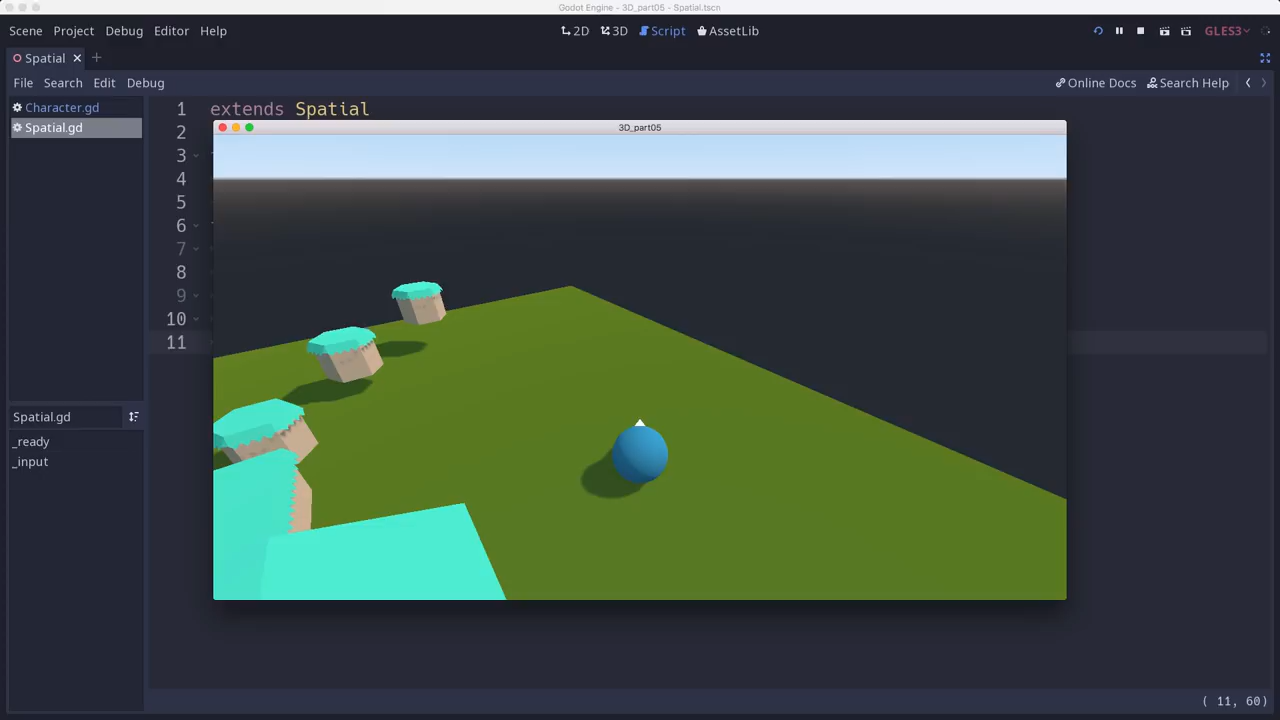 Godot Engine - 3D_part05 - Spatial.tscn
Scene Project Debug Editor Help
2D 3D Script AssetLib
GLES3
Spatial
File Search Edit Debug
Online Docs Search Help
Character.gd
Spatial.gd
1 extends Spatial
2
3
4
5
6
7
8
9
10
11
3D_part05
Spatial.gd
_ready
_input
( 11, 60)